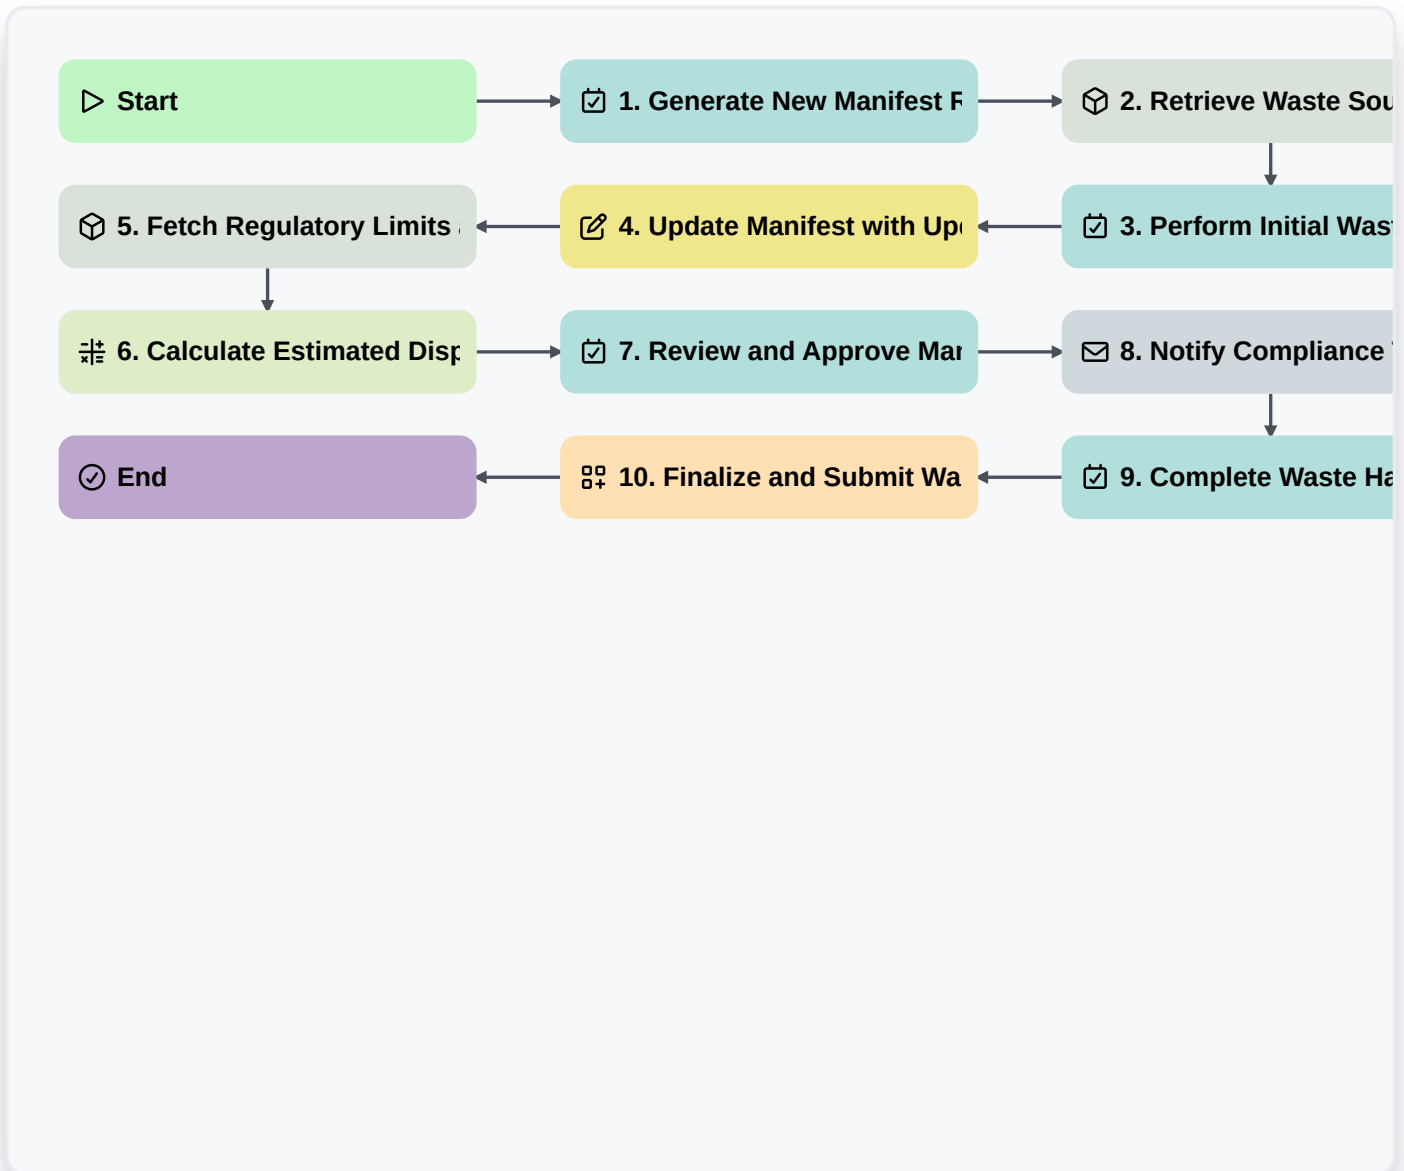 Start
1. Generate New Manifest
2. Retrieve Waste
5. Fetch Regulatory Limits
4. Update Manifest with
3. Perform Initial
6. Calculate Estimated
7. Review and Approve
8. Notify Compliance
End
10. Finalize and Submit
9. Complete Waste